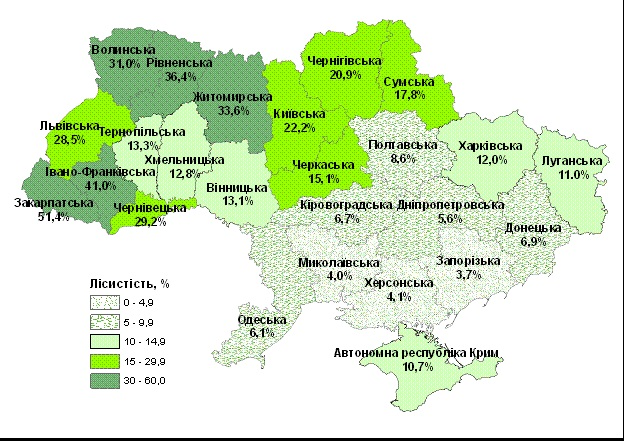 Волинська
31,0%
Рівненська
36,4%
Житомирська
33,6%
Чернігівська
20,9%
Сумська
17,8%
Київська
22,2%
Львівська
28,5%
Тернопільська
13,3%
Хмельницька
12,8%
Івано-Франківська
41,0%
Закарпатська
51,4%
Чернівецька
29,2%
Вінницька
13,1%
Черкаська
15,1%
Полтавська
8,6%
Харківська
12,0%
Луганська
11.0%
Кіровоградська
6,7%
Дніпропетровська
5,6%
Донецька
6,9%
Миколаївська
4,0%
Херсонська
4,1%
Запорізька
3,7%
Одеська
6,1%
Автономна республіка Крим
10,7%
Лісистість, %
0 - 4,9
5 - 9,9
10 - 14,9
15 - 29,9
30 - 60,0